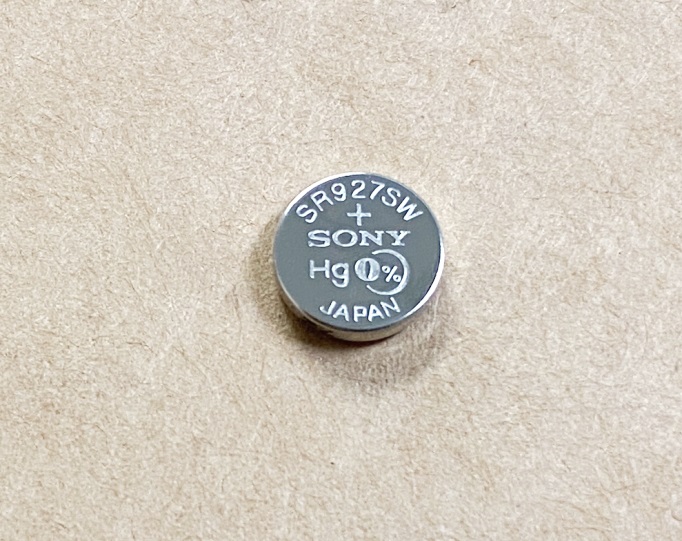 SR927SW
+
SONY
Hg 0%
JAPAN